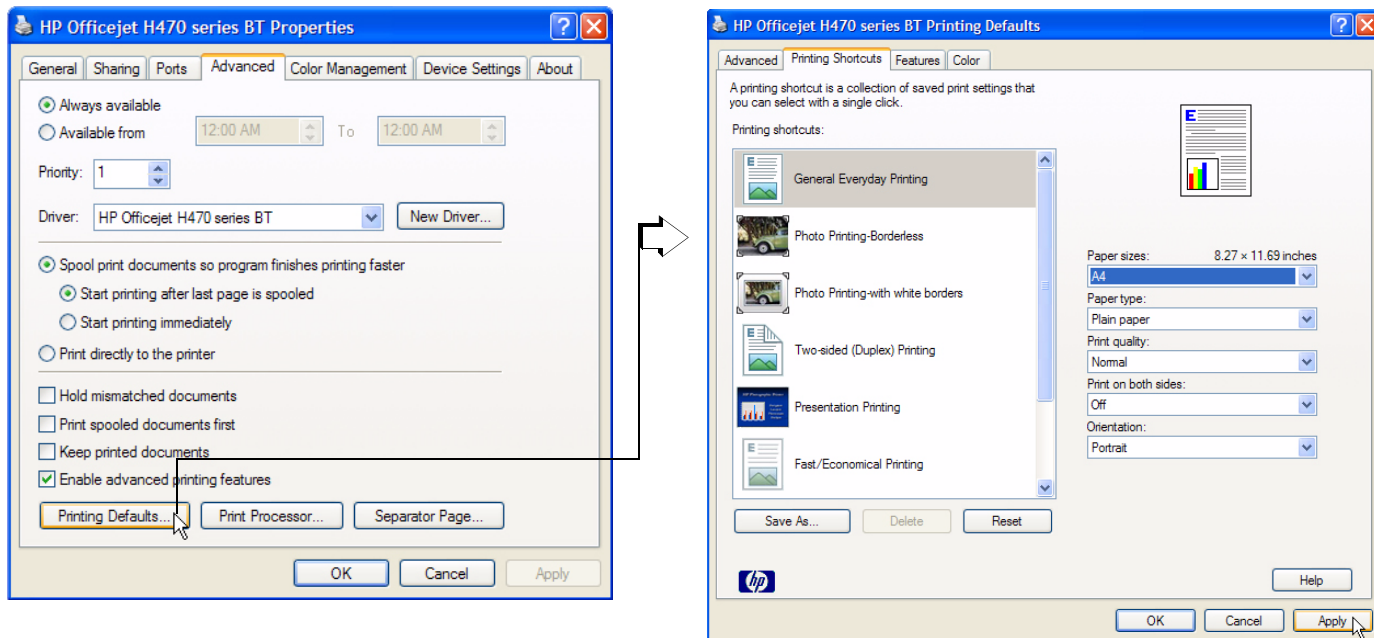 HP Officejet H470 series BT Properties
General Sharing Ports Advanced Color Management Device Settings About
Always available
Available from 12:00 AM To 12:00 AM
Priority: 1
Driver: HP Officejet H470 series BT New Driver...
Spool print documents so program finishes printing faster
Start printing after last page is spooled
Start printing immediately
Print directly to the printer
Hold mismatched documents
Print spooled documents first
Keep printed documents
Enable advanced printing features
Printing Defaults... Print Processor... Separator Page...
OK Cancel Apply
HP Officejet H470 series BT Printing Defaults
Advanced Printing Shortcuts Features Color
A printing shortcut is a collection of saved print settings that
you can select with a single click.
Printing shortcuts:
General Everyday Printing
Photo Printing-Borderless
Photo Printing-with white borders
Two-sided (Duplex) Printing
Presentation Printing
Fast/Economical Printing
Save As... Delete Reset
E
Paper sizes: 8.27 × 11.69 inches
A4
Paper type:
Plain paper
Print quality:
Normal
Print on both sides:
Off
Orientation:
Portrait
hp
Help
OK Cancel Apply